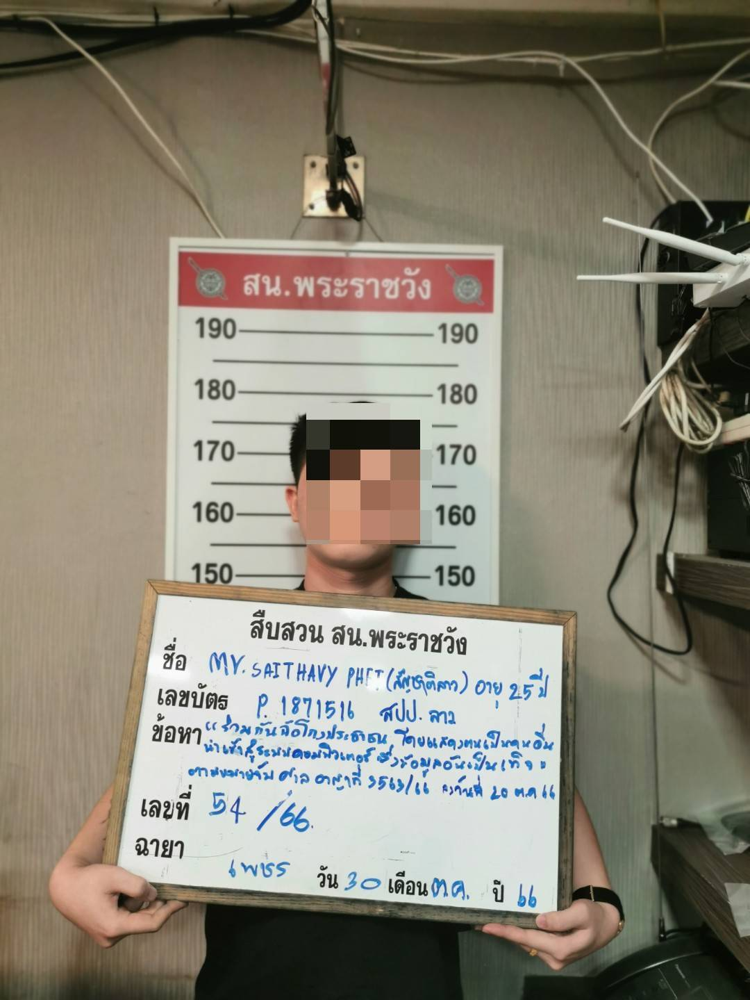 สน.พระราชวัง
190 190
180 180
170 170
160 160
150 150
สืบสวน สน.พระราชวัง
ชื่อ MR. SAITHAVY PHET (สัญชาติลาว) อายุ 25 ปี
เลขบัตร P. 1871516 สปป. ลาว
ข้อหา "ร่วมกันฉ้อโกงประชาชน โดยแสดงตนเป็นคนอื่น
นำเข้าสู่ระบบคอมพิวเตอร์ ซึ่งข้อมูลอันเป็นเท็จ"
ตามหมายจับ ศาล อาญาที่ 3563/66 ลงวันที่ 20 ต.ค 66
เลขที่ 54 /66.
ฉายา เพชร วัน 30 เดือน ต.ค. ปี 66